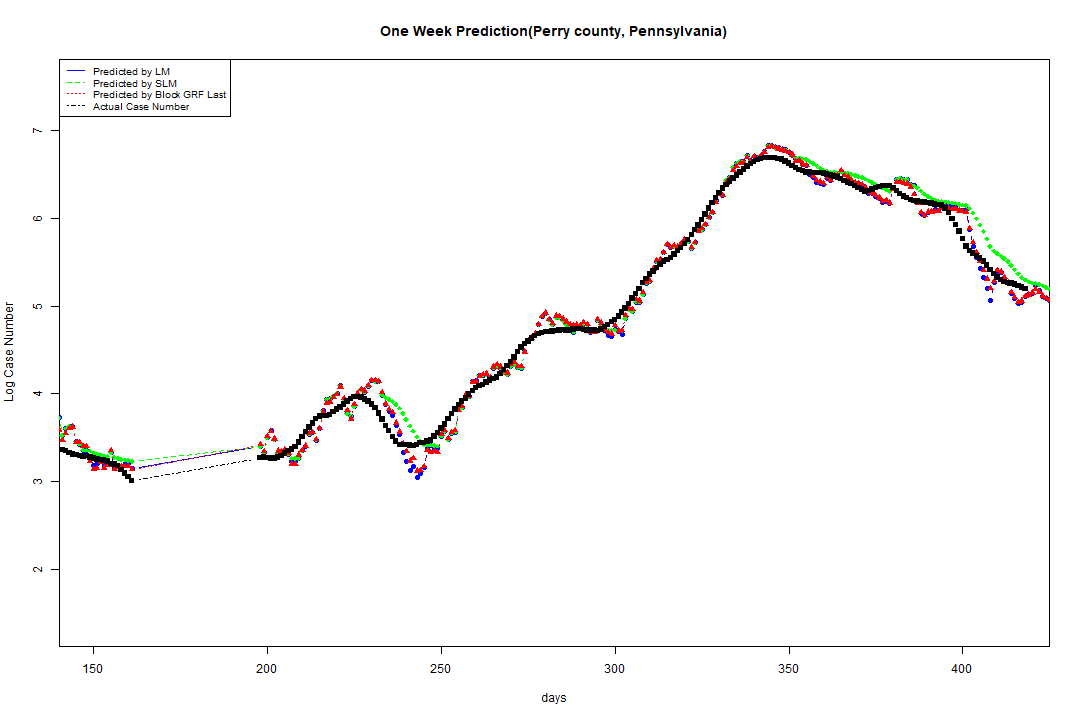 One Week Prediction(Perry county, Pennsylvania)
Predicted by LM
Predicted by SLM
Predicted by Block GRF Last
Actual Case Number
7
6
5
4
3
2
Log Case Number
150 200 250 300 350 400
days